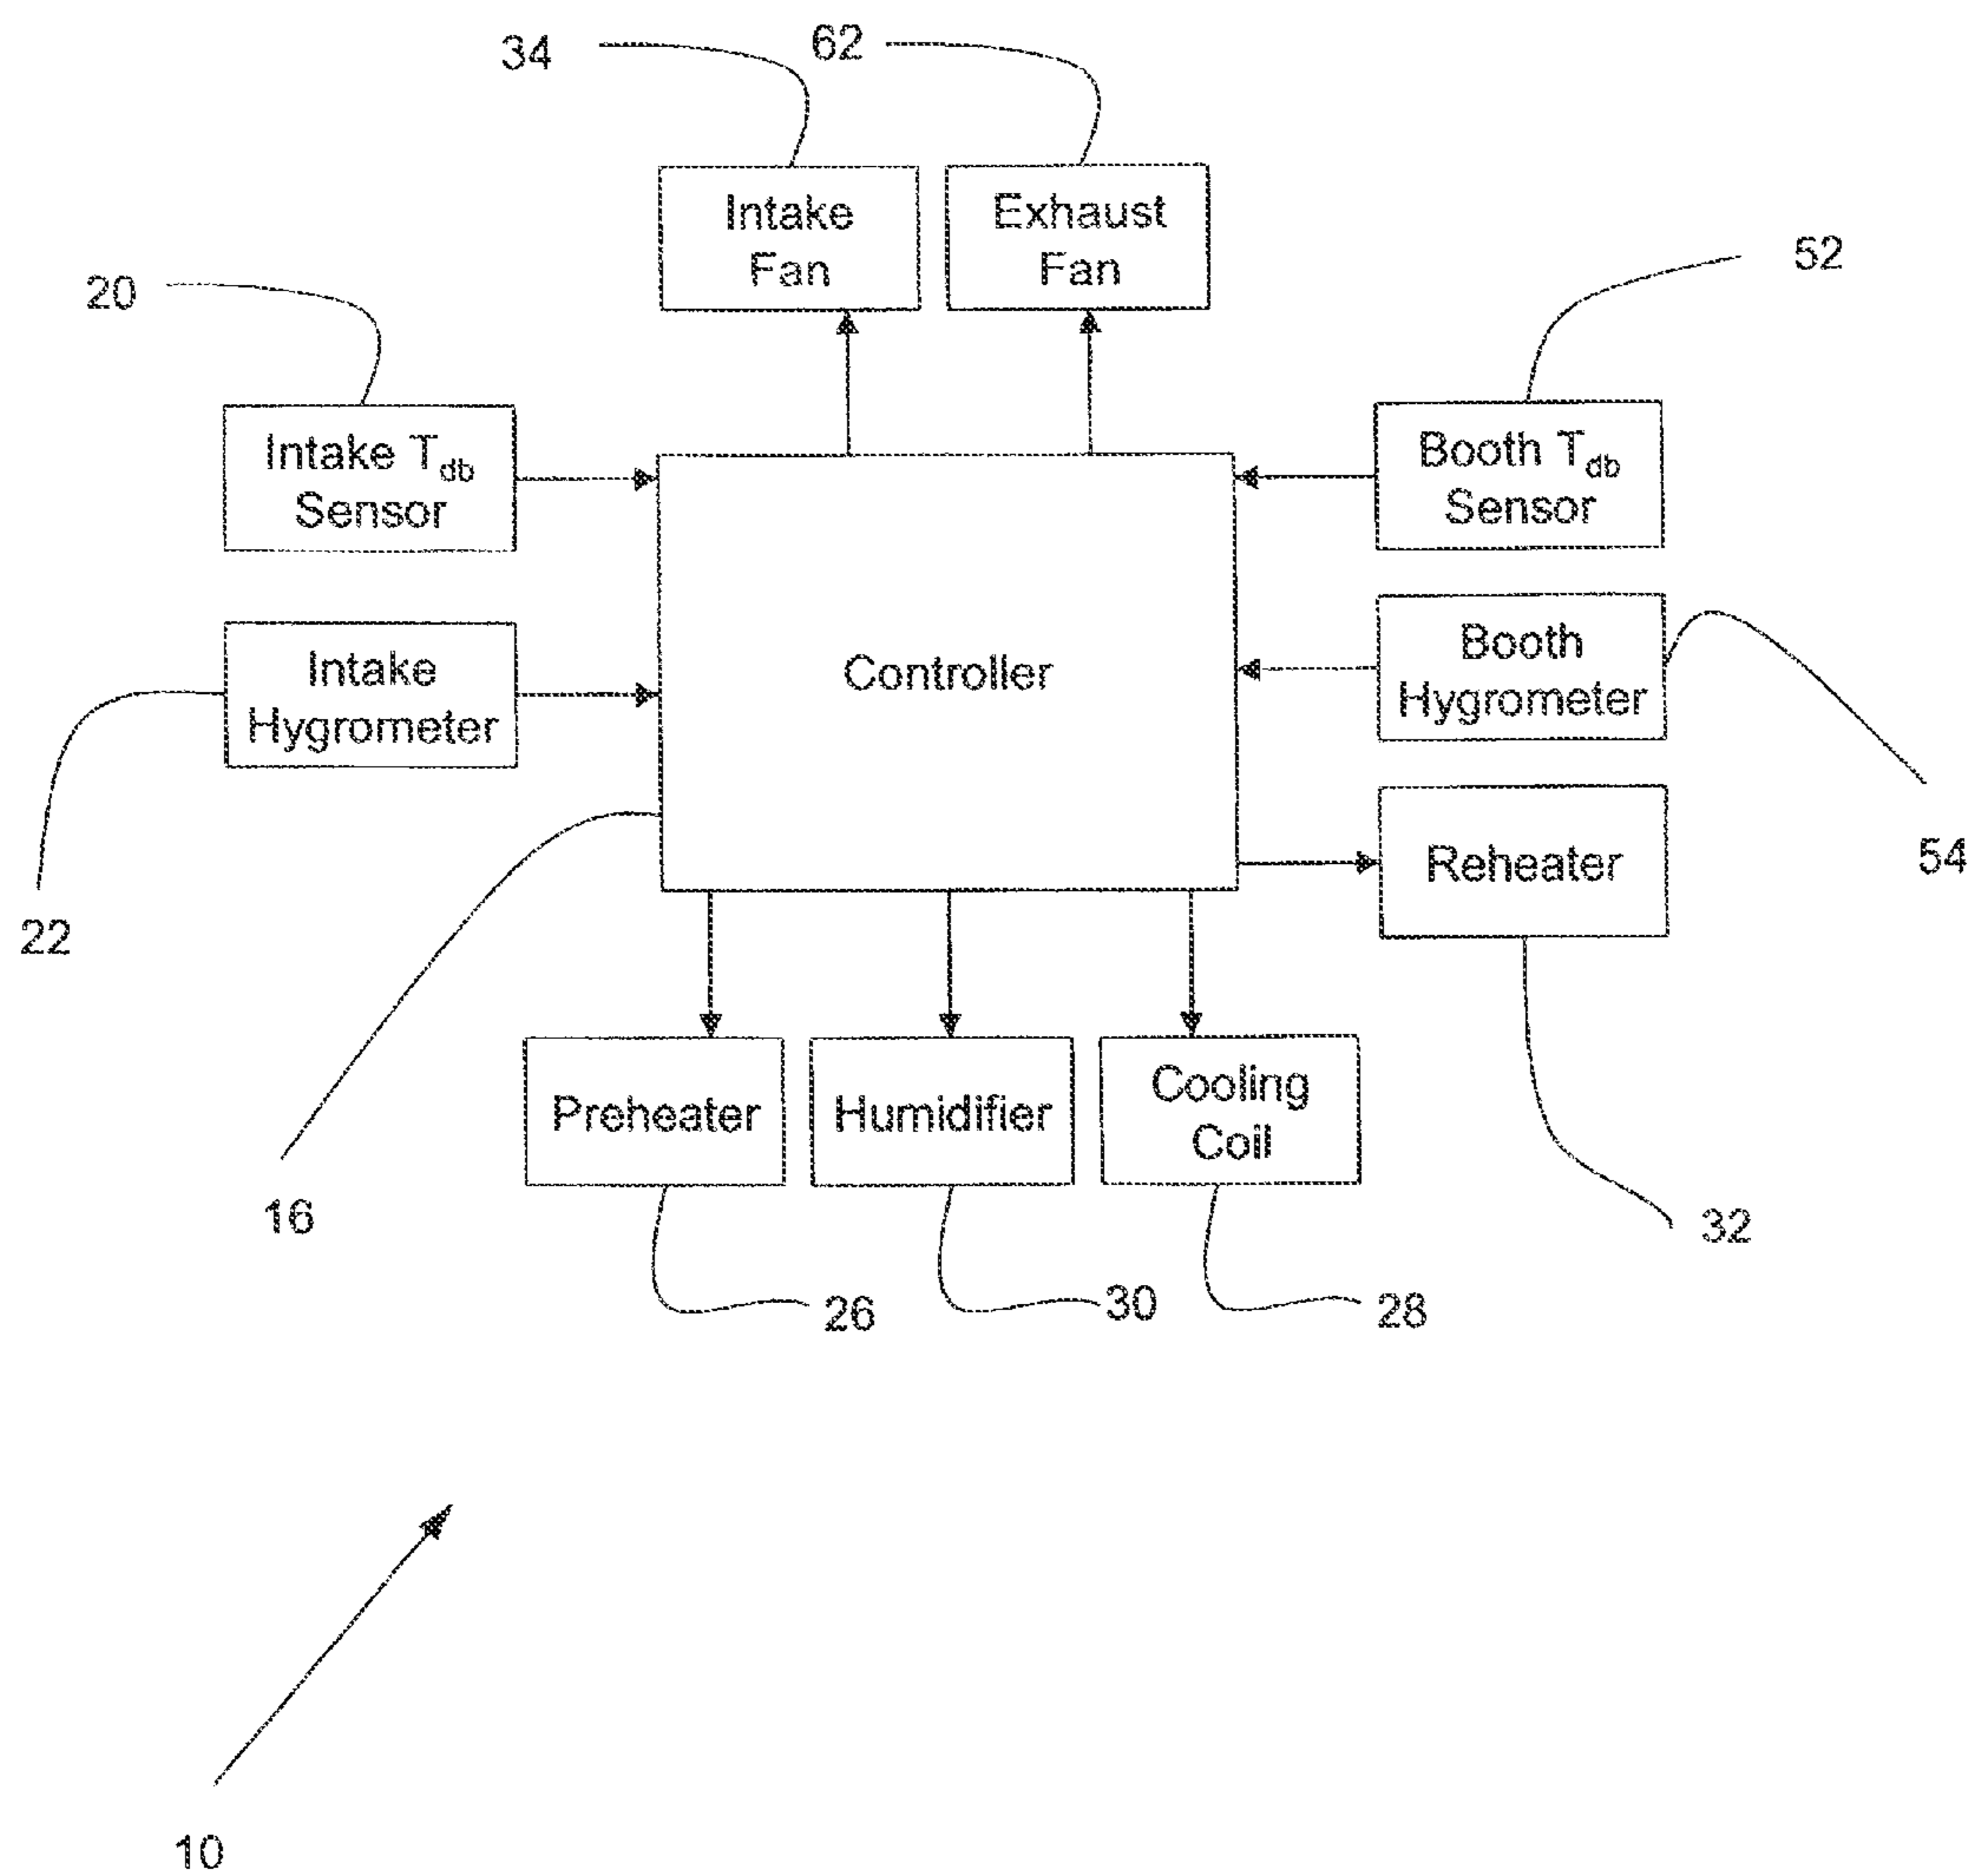 34
62
Intake
Fan
Exhaust
Fan
20
52
Intake Tdb
Sensor
Booth Tdb
Sensor
Intake
Hygrometer
Controller
Booth
Hygrometer
22
54
Reheater
16
Preheater
Humidifier
Cooling
Coil
32
26
30
28
10